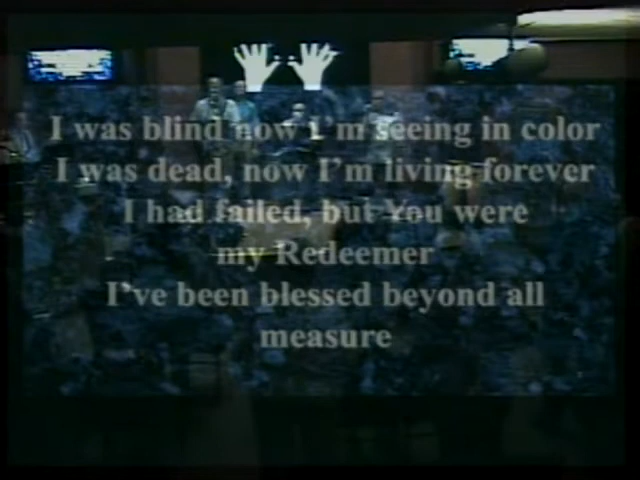 I was blind now I'm seeing in color
I was dead, now I'm living forever
I had failed, but You were
my Redeemer
I've been blessed beyond all
measure